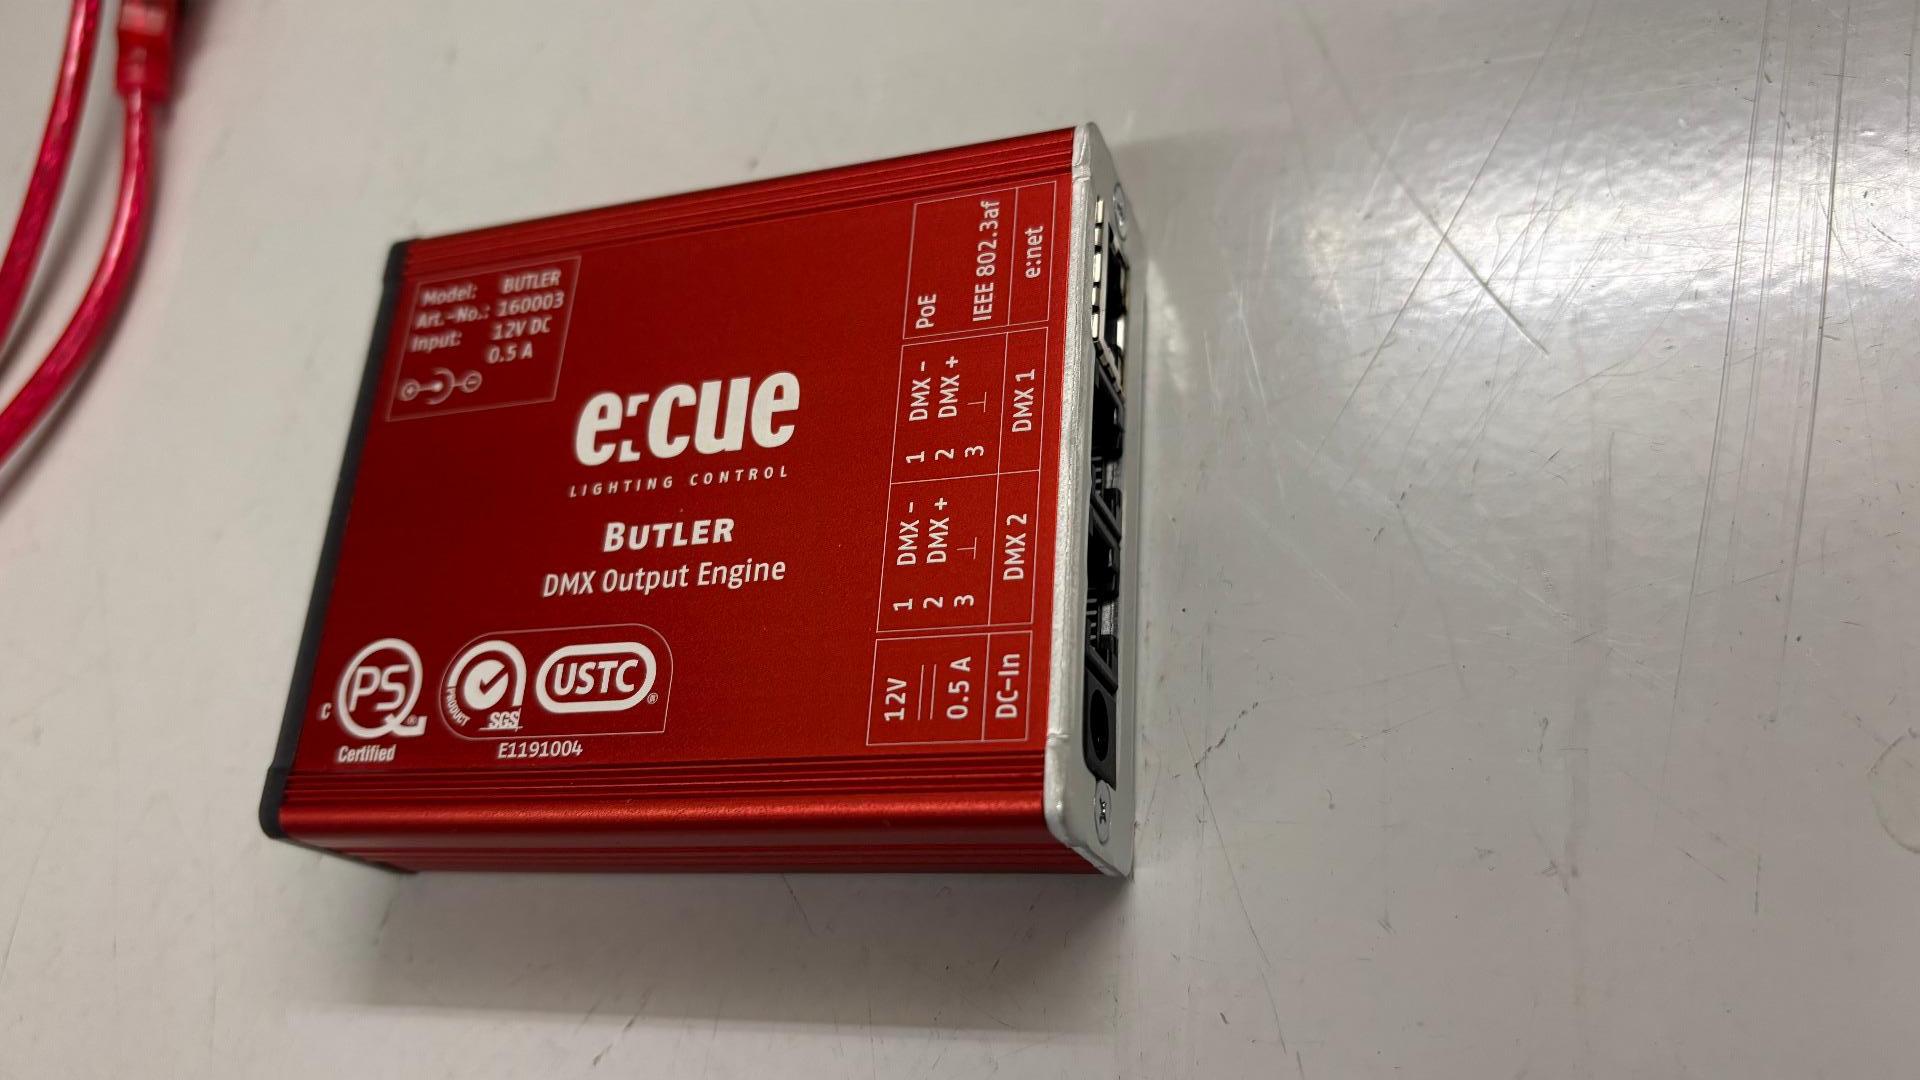 Model: BUTLER
Art.-No.: 160003
Input: 12V DC
0.5 A
e:cue
LIGHTING CONTROL
BUTLER
DMX Output Engine
C PS ®
Certified
PRODUCT SGS
USTC ®
E1191004
PoE
IEEE 802.3af
e:net
1 DMX -
2 DMX +
3 ⊥
DMX 1
1 DMX -
2 DMX +
3 ⊥
DMX 2
12V
0.5 A
DC-In